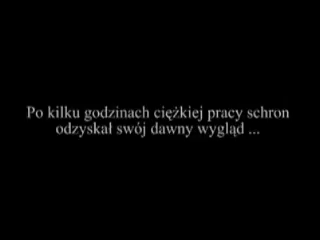 Po kilku godzinach ciężkiej pracy schron
odzyskał swój dawny wygląd ...